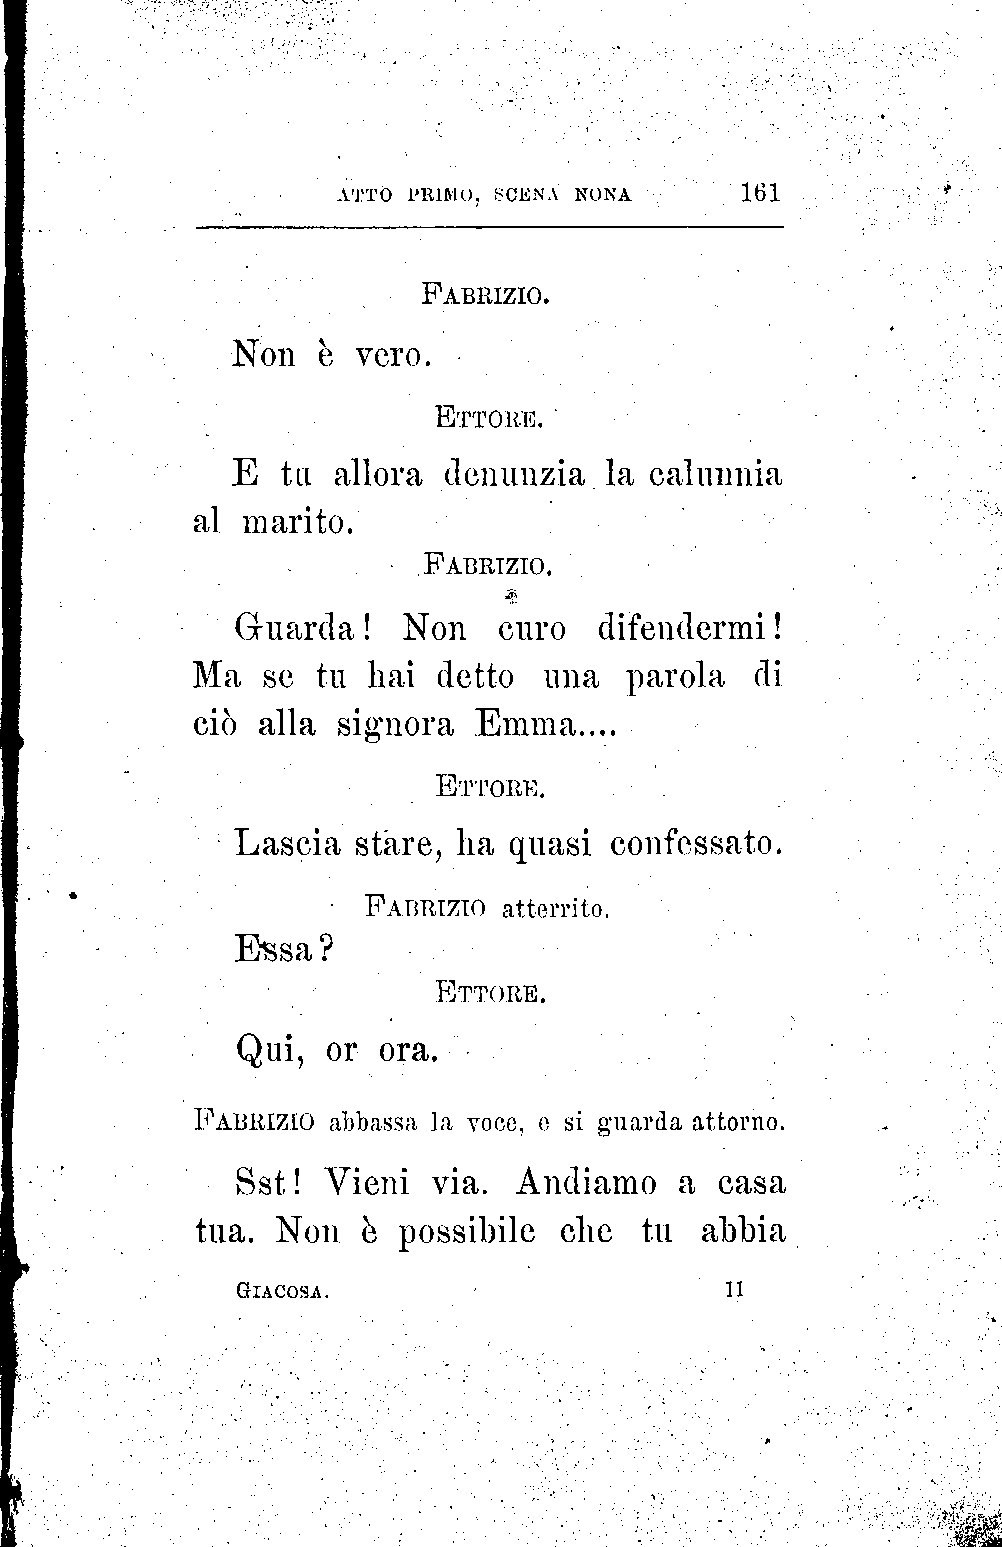 ATTO PRIMO, SCENA NONA 161
FABRIZIO.
Non è vero.
ETTORE.
E tu allora denunzia la calunnia
al marito.
FABRIZIO.
Guarda! Non curo difendermi!
Ma se tu hai detto una parola di
ciò alla signora Emma....
ETTORE.
Lascia stare, ha quasi confessato.
FABRIZIO atterrito.
Essa?
ETTORE.
Qui, or ora.
FABRIZIO abbassa la voce, e si guarda attorno.
Sst! Vieni via. Andiamo a casa
tua. Non è possibile che tu abbia
GIACOSA. 11